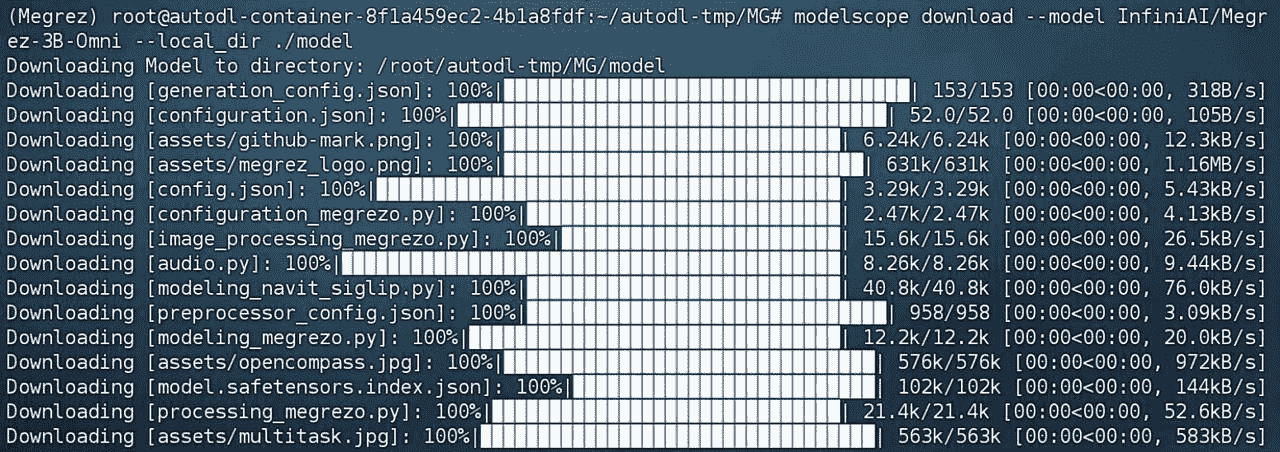 (Megrez) root@autodl-container-8f1a459ec2-4b1a8fdf:~/autodl-tmp/MG# modelscope download --model InfiniAI/Megr
ez-3B-Omni --local_dir ./model
Downloading Model to directory: /root/autodl-tmp/MG/model
Downloading [generation_config.json]: 100%| | 153/153 [00:00<00:00, 318B/s]
Downloading [configuration.json]: 100%| | 52.0/52.0 [00:00<00:00, 105B/s]
Downloading [assets/github-mark.png]: 100%| | 6.24k/6.24k [00:00<00:00, 12.3kB/s]
Downloading [assets/megrez_logo.png]: 100%| | 631k/631k [00:00<00:00, 1.16MB/s]
Downloading [config.json]: 100%| | 3.29k/3.29k [00:00<00:00, 5.43kB/s]
Downloading [configuration_megrezo.py]: 100%| | 2.47k/2.47k [00:00<00:00, 4.13kB/s]
Downloading [image_processing_megrezo.py]: 100%| | 15.6k/15.6k [00:00<00:00, 26.5kB/s]
Downloading [audio.py]: 100%| | 8.26k/8.26k [00:00<00:00, 9.44kB/s]
Downloading [modeling_navit_siglip.py]: 100%| | 40.8k/40.8k [00:00<00:00, 76.0kB/s]
Downloading [preprocessor_config.json]: 100%| | 958/958 [00:00<00:00, 3.09kB/s]
Downloading [modeling_megrezo.py]: 100%| | 12.2k/12.2k [00:00<00:00, 20.0kB/s]
Downloading [assets/opencompass.jpg]: 100%| | 576k/576k [00:00<00:00, 972kB/s]
Downloading [model.safetensors.index.json]: 100%| | 102k/102k [00:00<00:00, 144kB/s]
Downloading [processing_megrezo.py]: 100%| | 21.4k/21.4k [00:00<00:00, 52.6kB/s]
Downloading [assets/multitask.jpg]: 100%| | 563k/563k [00:00<00:00, 583kB/s]